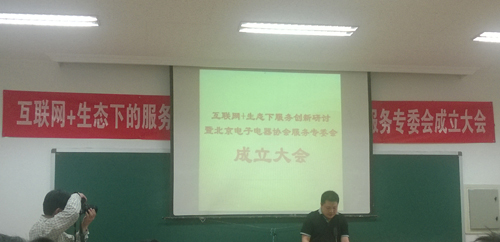 互联网+生态下的服务
服务专委会成立大会
互联网+生态下服务创新研讨
暨北京电子电器协会服务专委会
成立大会